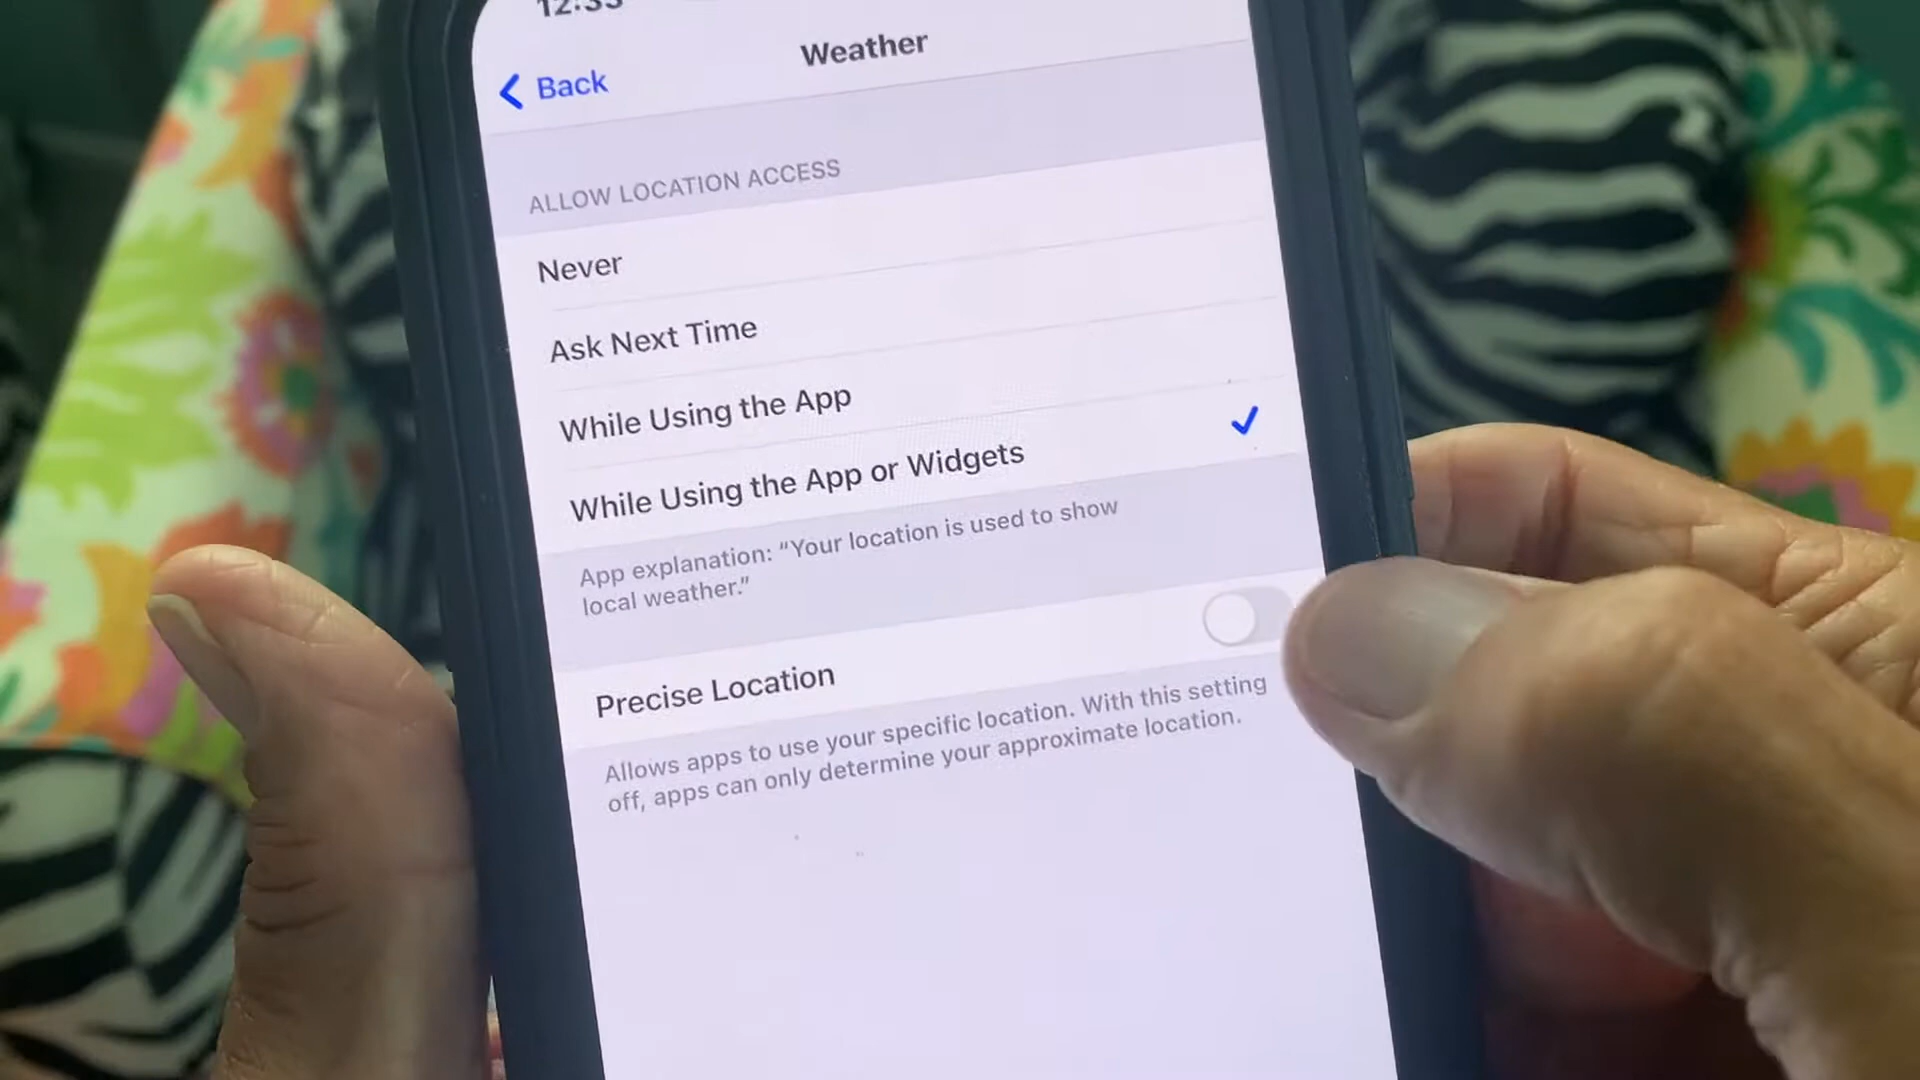 12:33
Weather
Back
ALLOW LOCATION ACCESS
Never
Ask Next Time
While Using the App
While Using the App or Widgets
App explanation: “Your location is used to show
local weather.”
Precise Location
Allows apps to use your specific location. With this setting
off, apps can only determine your approximate location.